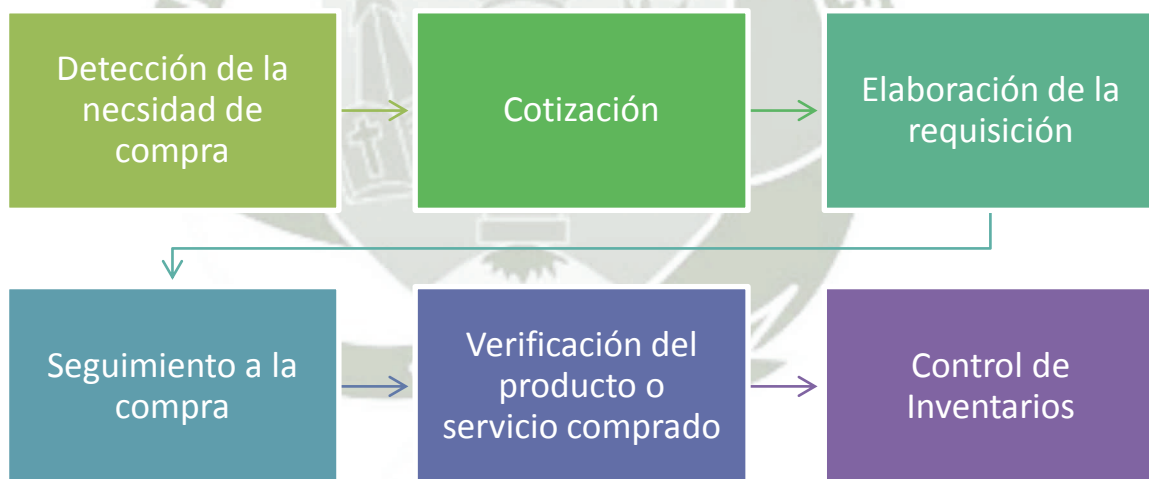 Detección de la
necsidad de
compra
Cotización
Elaboración de la
requisición
Seguimiento a la
compra
Verificación del
producto o
servicio comprado
Control de
Inventarios